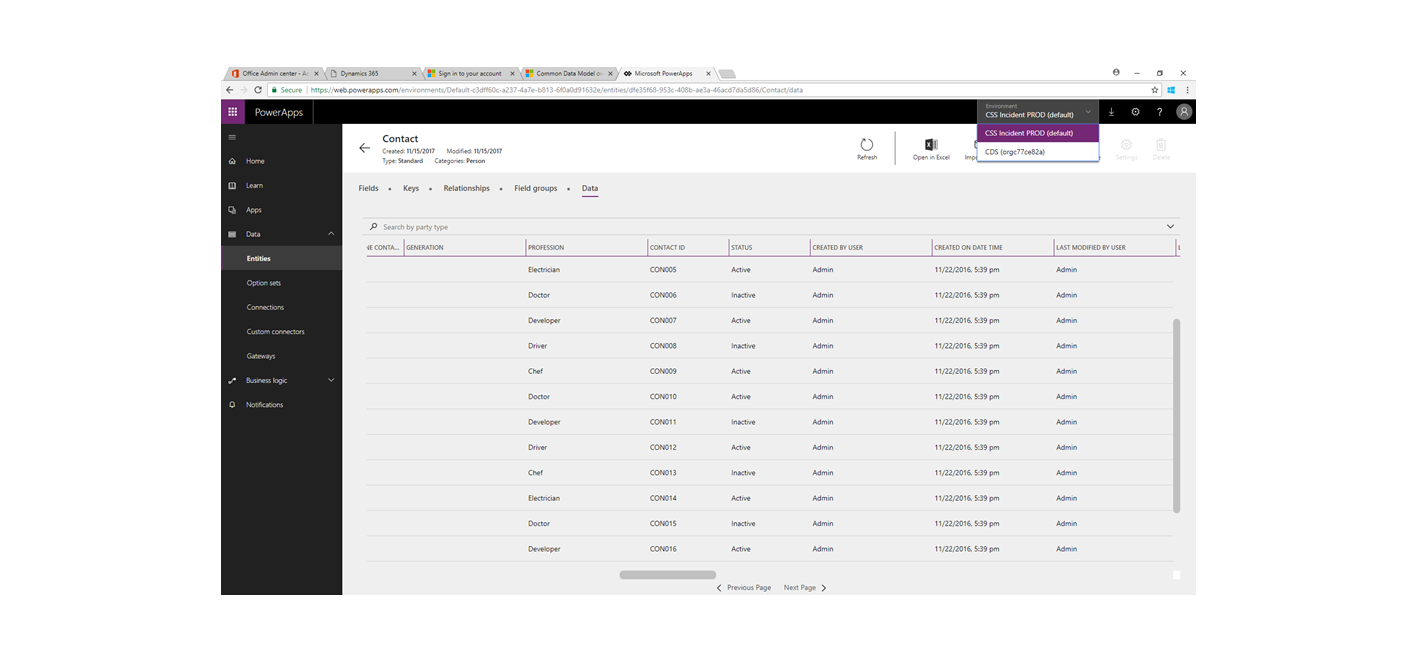 Office Admin center - Ac
Dynamics 365
Sign in to your account
Common Data Model ov
Microsoft PowerApps
Secure
https://web.powerapps.com/environments/Default-c3dff60c-a237-4a7e-b813-6f0a0d91632e/entities/dfe35f68-953c-408b-ae3a-46acd7da5d86/Contact/data
PowerApps
Environment
CSS Incident PROD (default)
CSS Incident PROD (default)
CDS (orgc77ce82a)
Home
Learn
Apps
Data
Entities
Option sets
Connections
Custom connectors
Gateways
Business logic
Notifications
Contact
Created: 11/15/2017 Modified: 11/15/2017
Type: Standard Categories: Person
Refresh
Open in Excel
Settings
Delete
Fields Keys Relationships Field groups Data
Search by party type
NE CONTA... GENERATION PROFESSION CONTACT ID STATUS CREATED BY USER CREATED ON DATE TIME LAST MODIFIED BY USER
Electrician CON005 Active Admin 11/22/2016, 5:39 pm Admin
Doctor CON006 Inactive Admin 11/22/2016, 5:39 pm Admin
Developer CON007 Active Admin 11/22/2016, 5:39 pm Admin
Driver CON008 Inactive Admin 11/22/2016, 5:39 pm Admin
Chef CON009 Active Admin 11/22/2016, 5:39 pm Admin
Doctor CON010 Active Admin 11/22/2016, 5:39 pm Admin
Developer CON011 Inactive Admin 11/22/2016, 5:39 pm Admin
Driver CON012 Active Admin 11/22/2016, 5:39 pm Admin
Chef CON013 Inactive Admin 11/22/2016, 5:39 pm Admin
Electrician CON014 Active Admin 11/22/2016, 5:39 pm Admin
Doctor CON015 Inactive Admin 11/22/2016, 5:39 pm Admin
Developer CON016 Active Admin 11/22/2016, 5:39 pm Admin
Previous Page Next Page